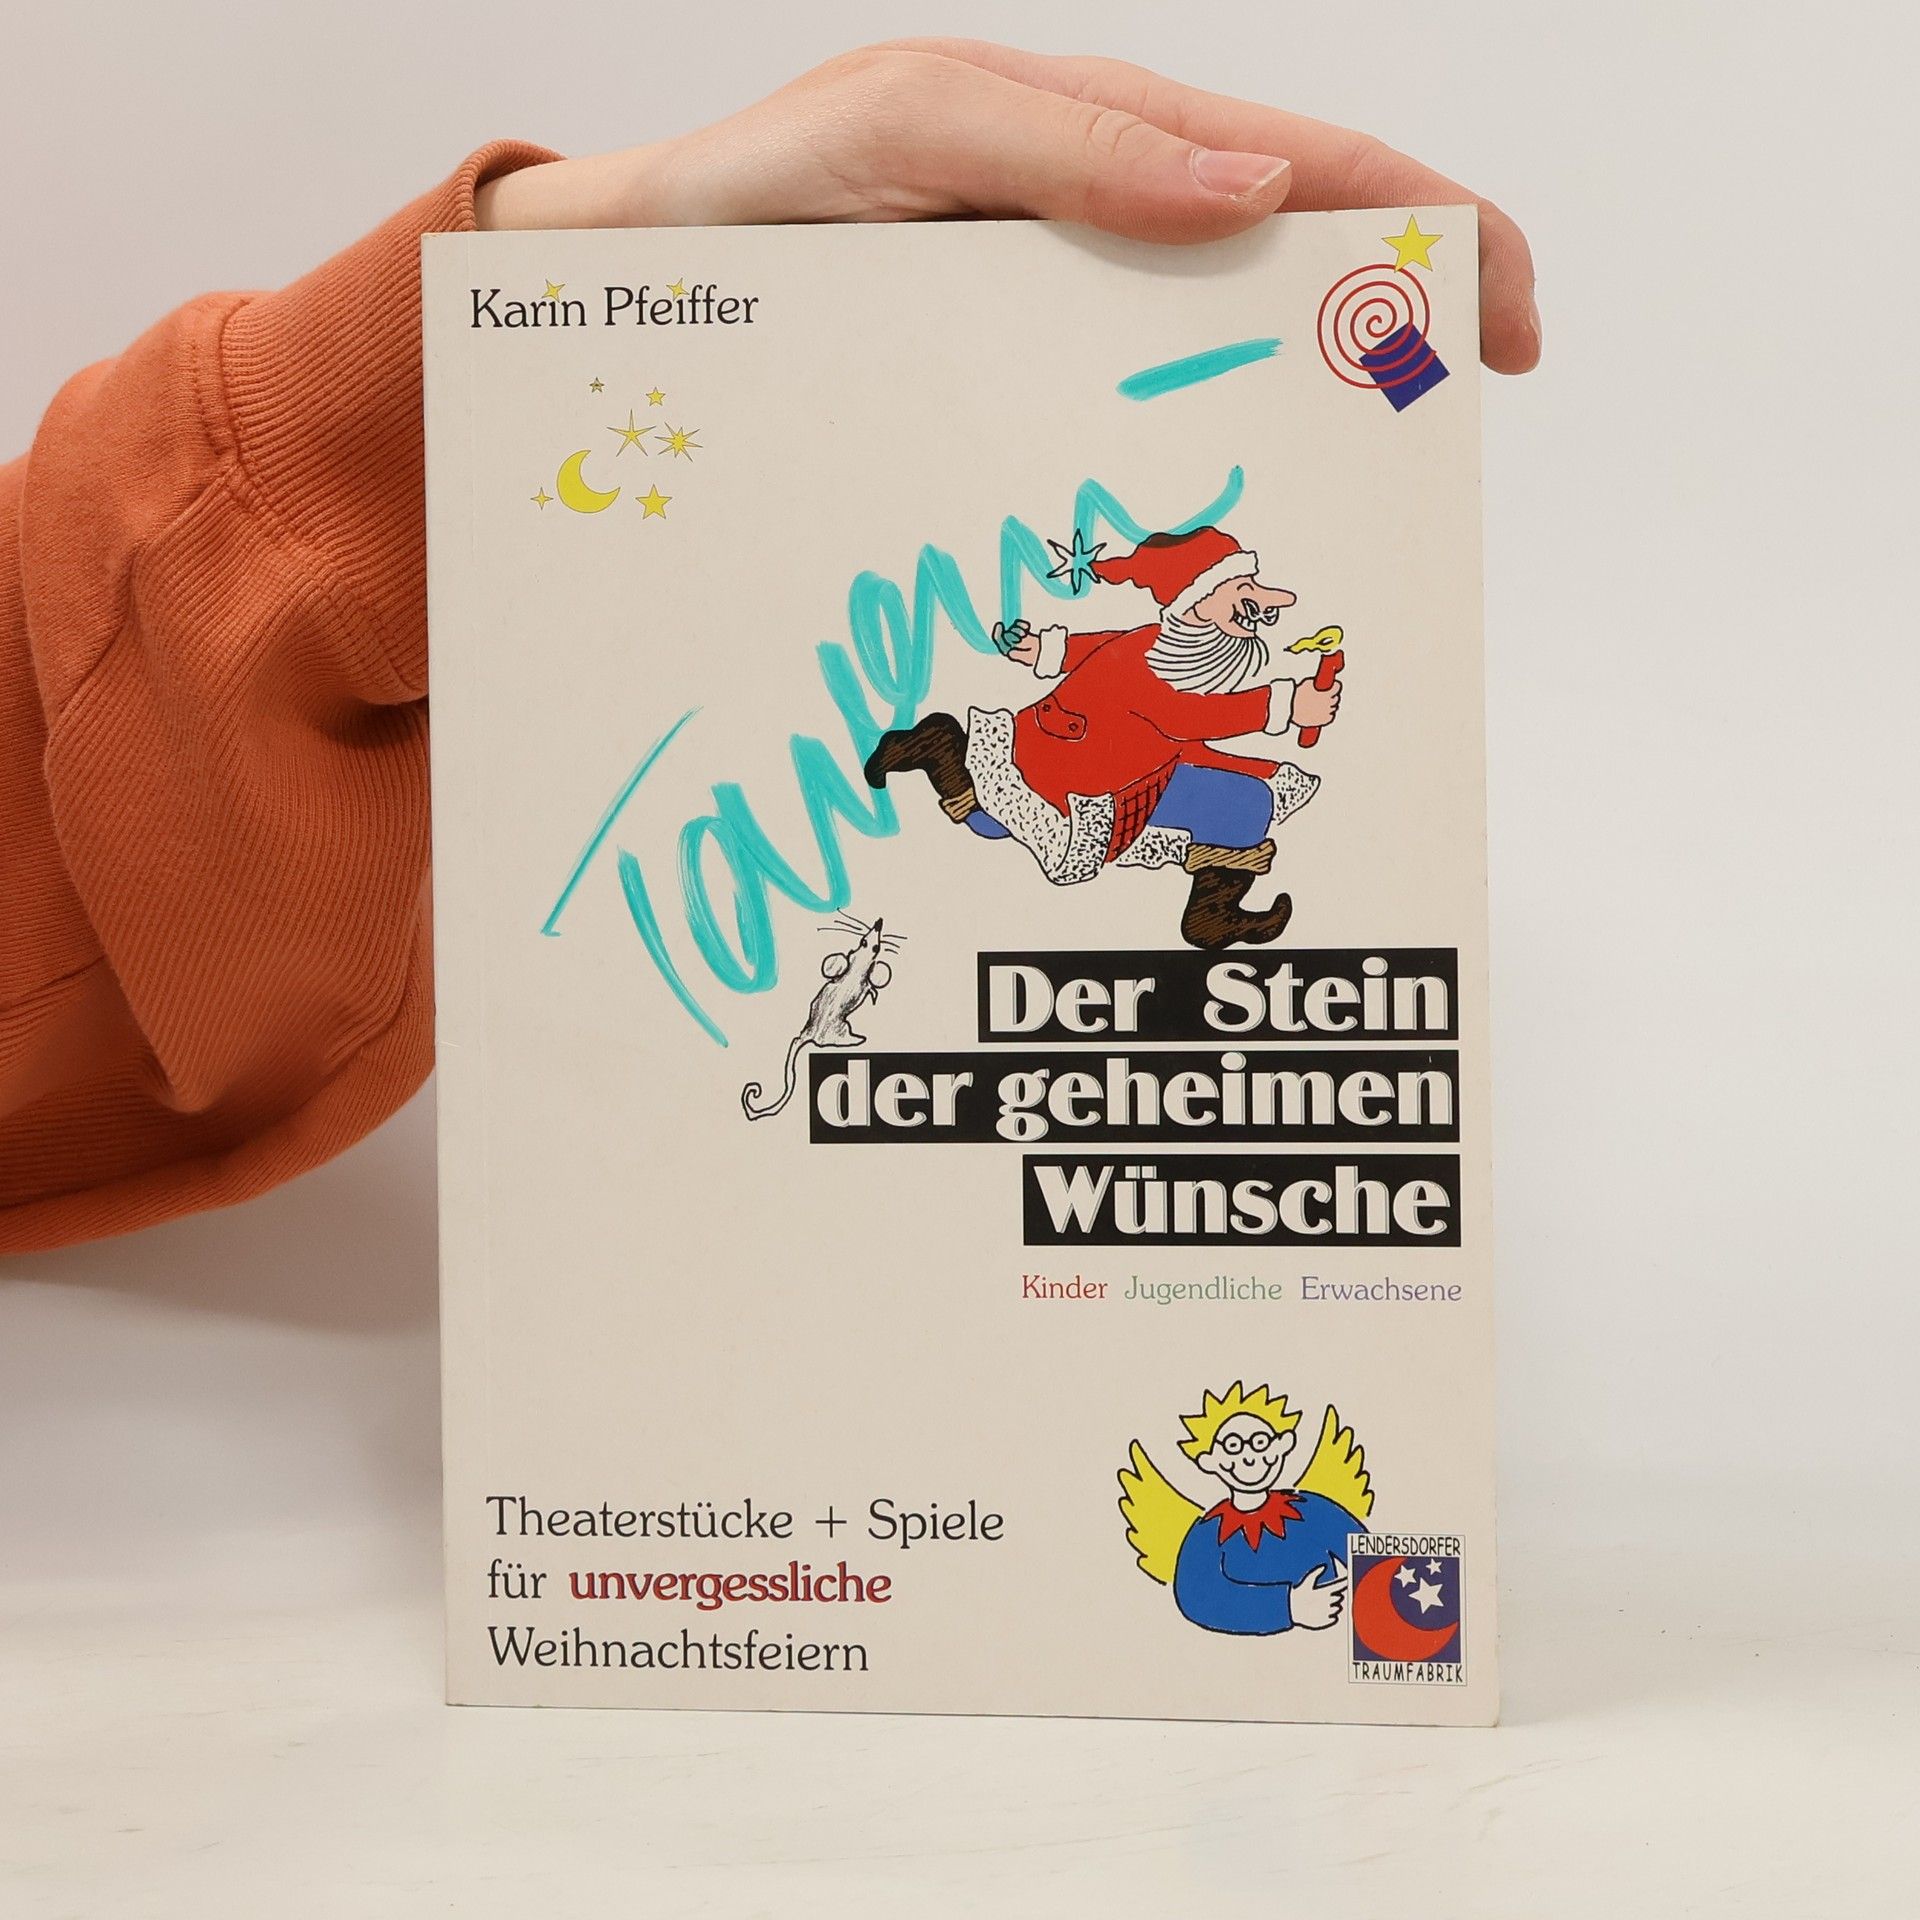 Karin Pfeiffer
Der Stein
der geheimen
Wünsche
Kinder Jugendliche Erwachsene
Theaterstücke + Spiele
für unvergessliche
Weihnachtsfeiern
LENDERSDORFER
TRAUMFABRIK